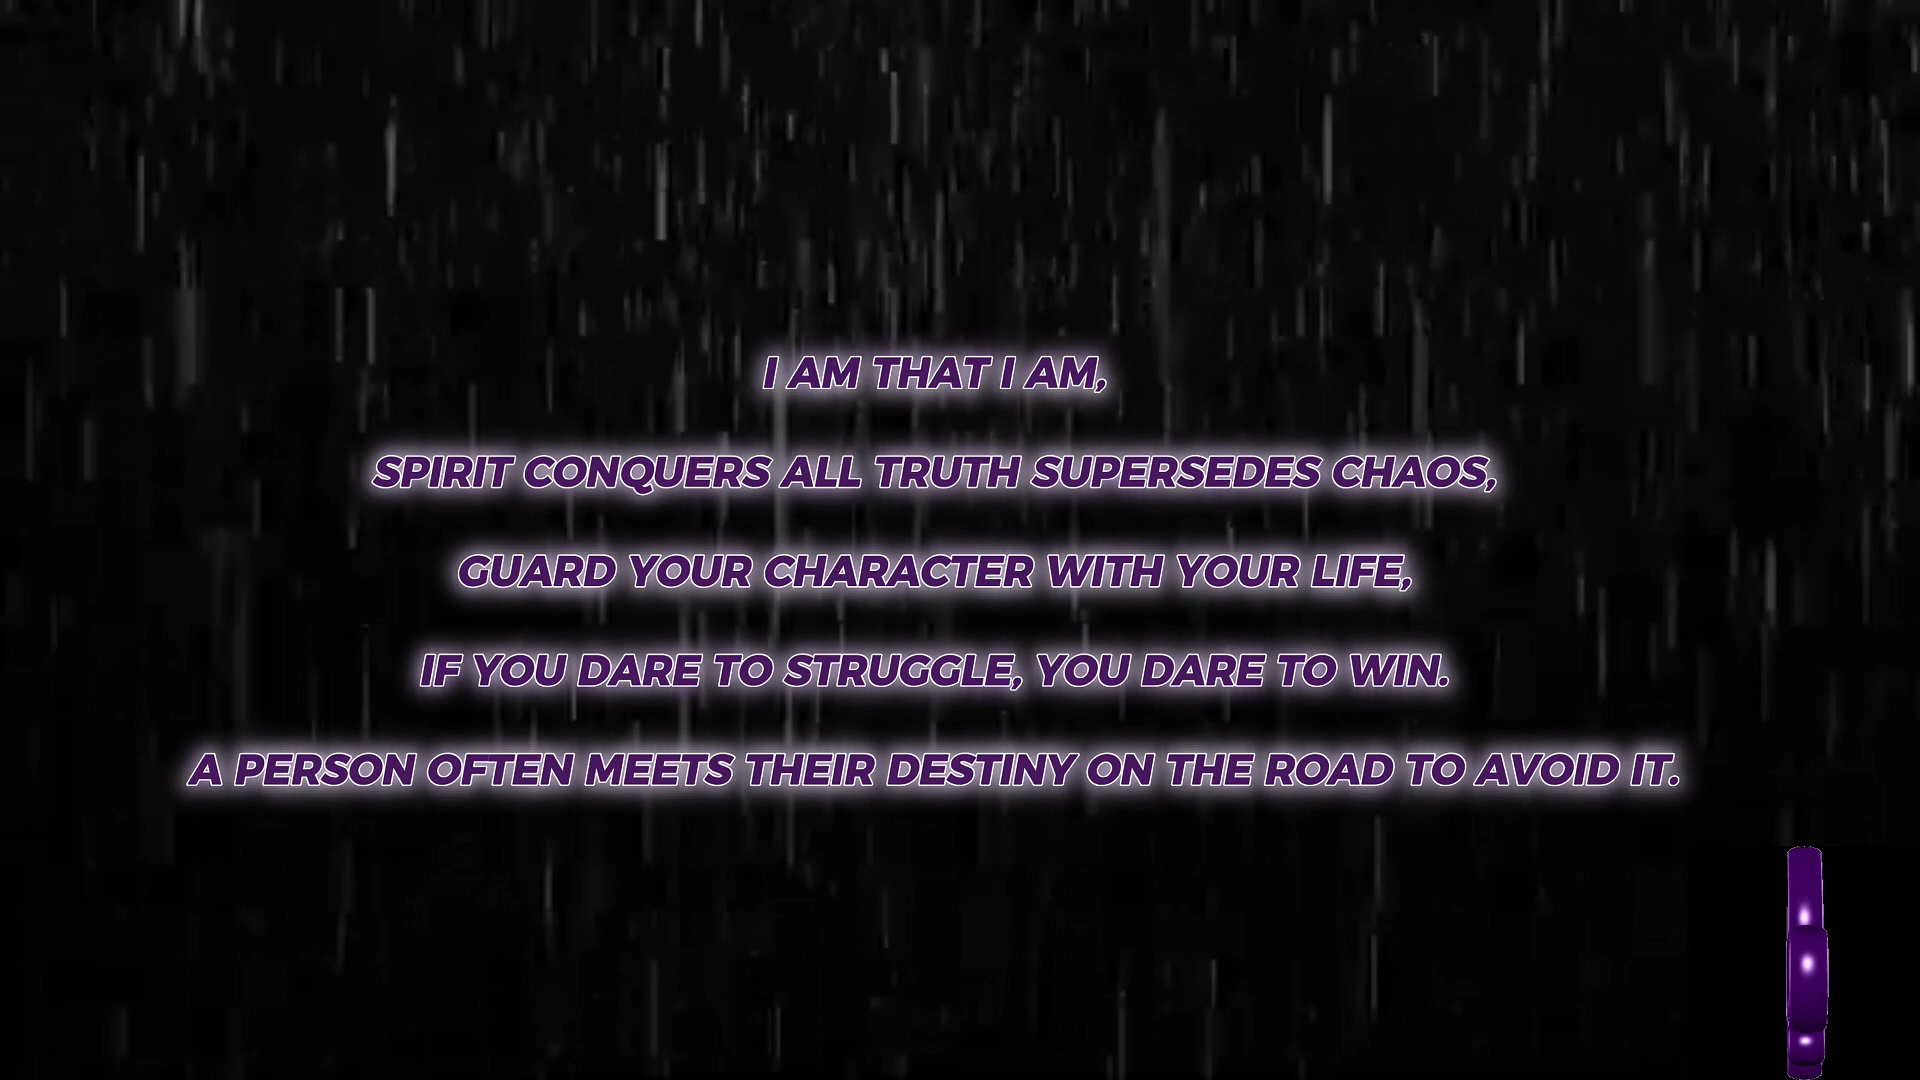 I AM THAT I AM,
SPIRIT CONQUERS ALL TRUTH SUPERSEDES CHAOS,
GUARD YOUR CHARACTER WITH YOUR LIFE,
IF YOU DARE TO STRUGGLE, YOU DARE TO WIN.
A PERSON OFTEN MEETS THEIR DESTINY ON THE ROAD TO AVOID IT.